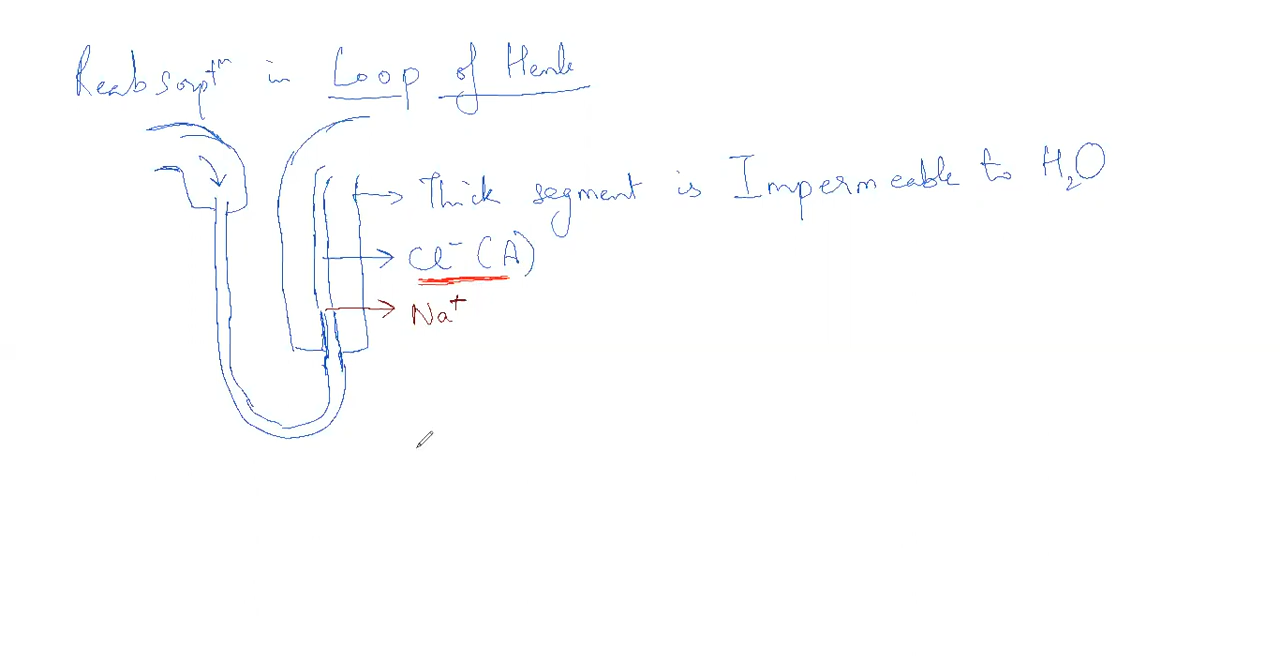 Reabsorptⁿ in Loop of Henle
Thick segment is Impermeable to H₂O
Cl⁻ (A)
Na⁺